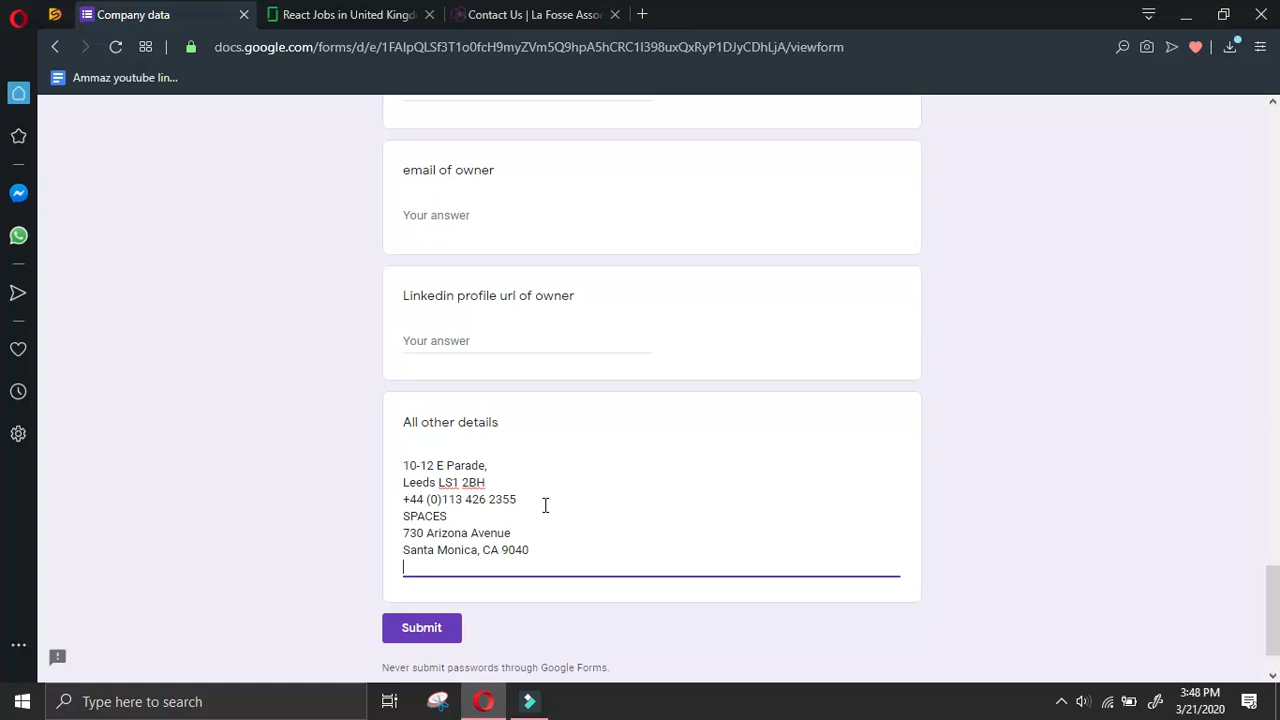 Company data
React Jobs in United Kingd
Contact Us | La Fosse Assoc
docs.google.com/forms/d/e/1FAIpQLSf3T1o0fcH9myZVm5Q9hpA5hCRC1I398uxQxRyP1DJyCDhLjA/viewform
Ammaz youtube lin...
email of owner
Your answer
Linkedin profile url of owner
Your answer
All other details
10-12 E Parade,
Leeds LS1 2BH
+44 (0)113 426 2355
SPACES
730 Arizona Avenue
Santa Monica, CA 9040
Submit
Never submit passwords through Google Forms.
Type here to search
3:48 PM
3/21/2020